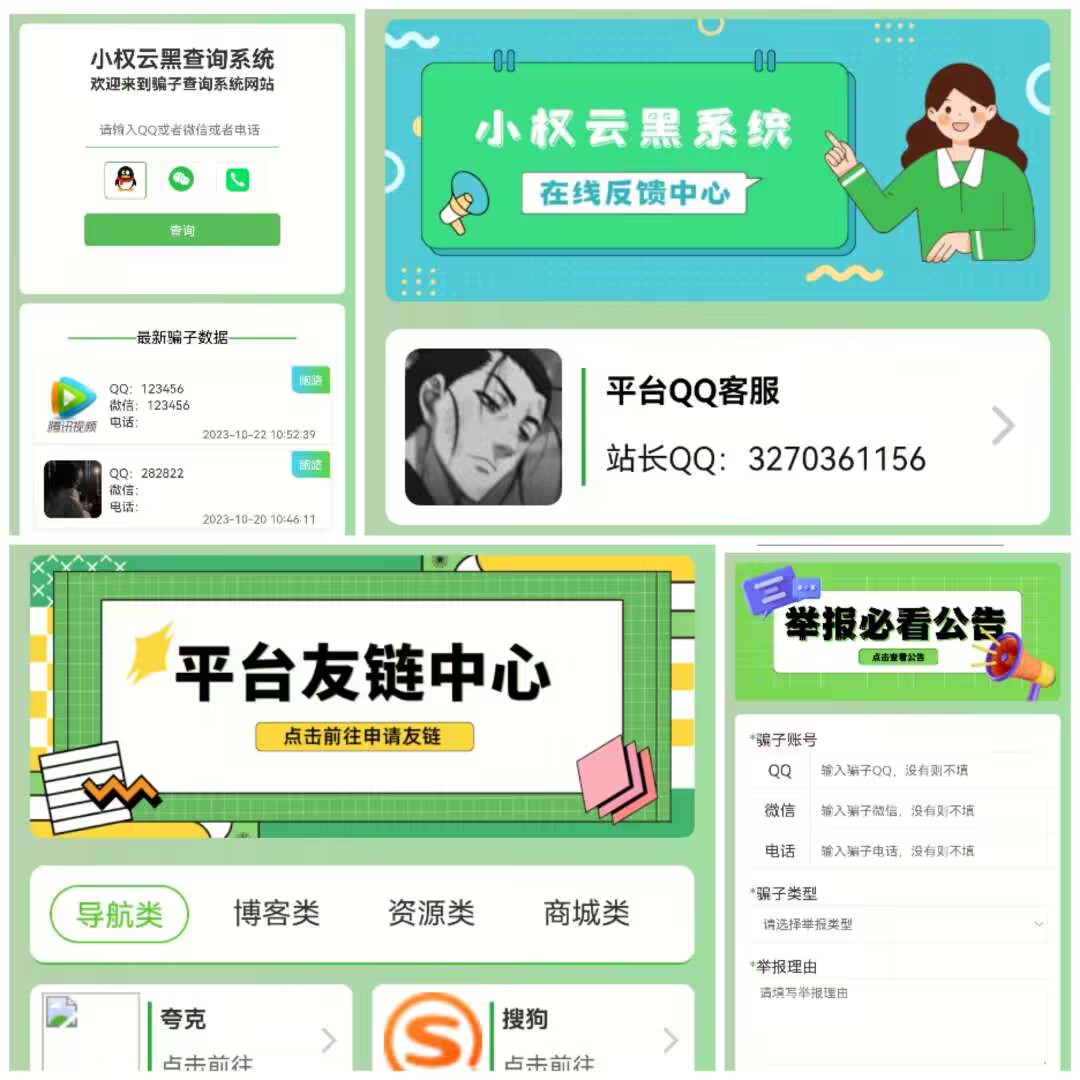 小权云黑查询系统
欢迎来到骗子查询系统网站
请输入QQ或者微信或者电话
查询
最新骗子数据
跑路
QQ：123456
微信：123456
电话：
腾讯视频
2023-10-22 10:52:39
跑路
QQ：282822
微信：
电话：
2023-10-20 10:46:11
小权云黑系统
在线反馈中心
平台QQ客服
站长QQ：3270361156
平台友链中心
点击前往申请友链
导航类 博客类 资源类 商城类
夸克
点击前往
搜狗
点击前往
举报必看公告
点击查看公告
*骗子账号
QQ 输入骗子QQ，没有则不填
微信 输入骗子微信，没有则不填
电话 输入骗子电话，没有则不填
*骗子类型
请选择举报类型
*举报理由
请填写举报理由